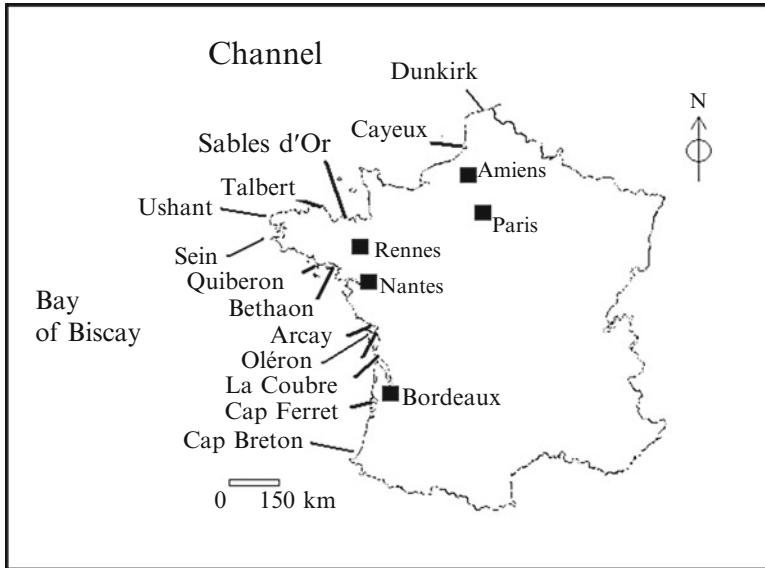 Channel
Dunkirk
N
Cayeux
Sables d'Or
Amiens
Talbert
Ushant
Paris
Sein
Rennes
Quiberon
Nantes
Bethaon
Bay
of Biscay
Arcay
Oléron
La Coubre
Bordeaux
Cap Ferret
Cap Breton
0 150 km